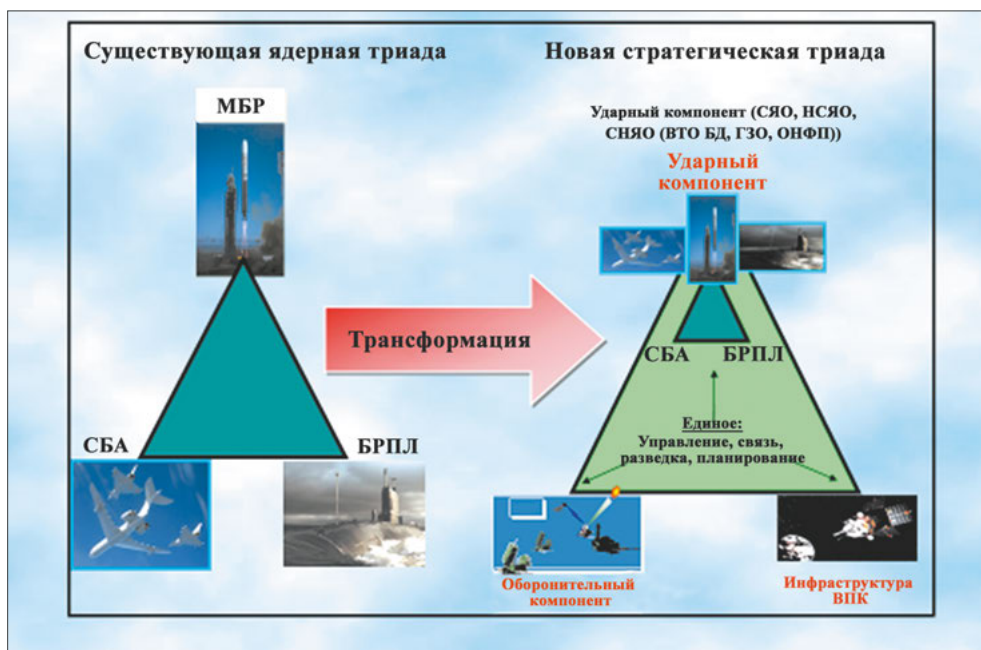 Существующая ядерная триада
Новая стратегическая триада
МБР
Ударный компонент (СЯО, НСЯО,
СНЯО (ВТО БД, ГЗО, ОНФП))
Ударный
компонент
Трансформация
СБА
БРПЛ
СБА
БРПЛ
Единое:
Управление, связь,
разведка, планирование
Оборонительный
компонент
Инфраструктура
ВПК